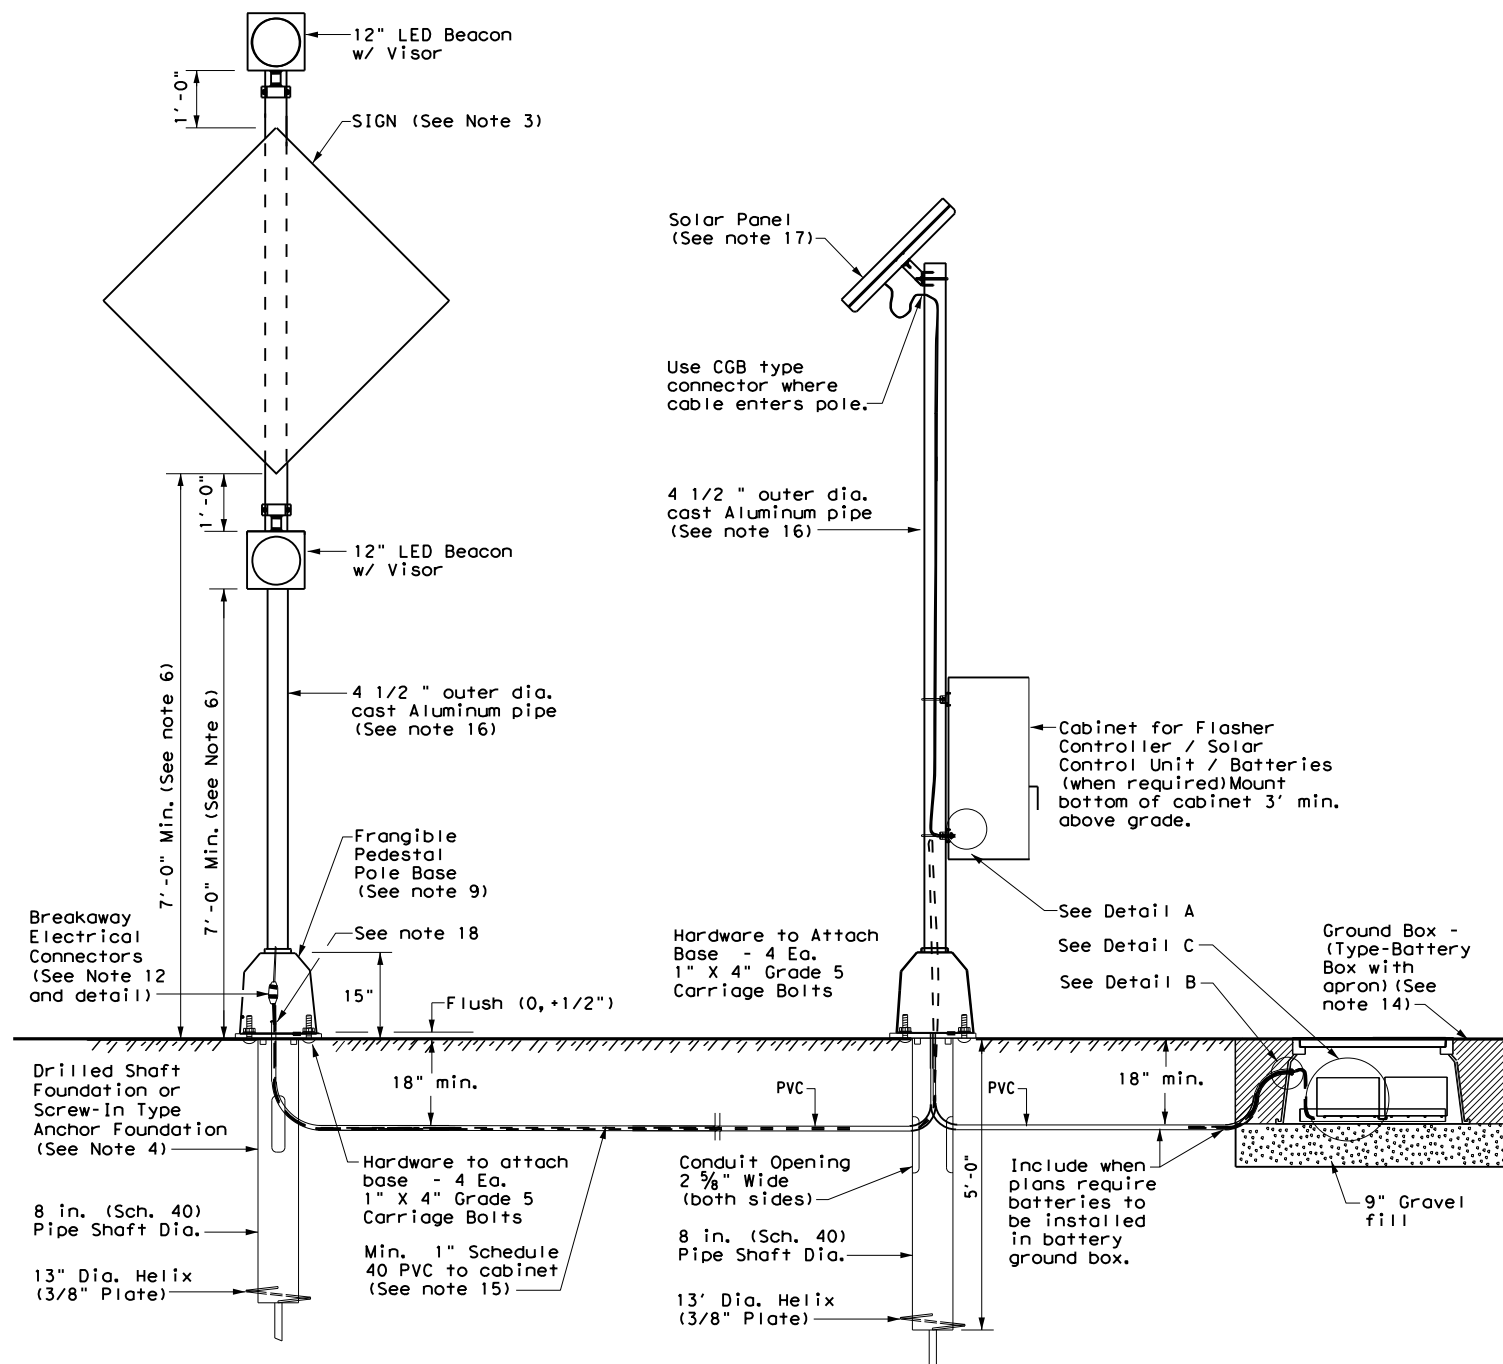 12" LED Beacon
w/ Visor
1'-0"
SIGN (See Note 3)
Solar Panel
(See note 17)
Use CGB type
connector where
cable enters pole.
1'-0"
4 1/2 " outer dia.
cast Aluminum pipe
(See note 16)
12" LED Beacon
w/ Visor
7'-0" Min.(See note 6)
7'-0" Min.(See Note 6)
4 1/2 " outer dia.
cast Aluminum pipe
(See note 16)
Cabinet for Flasher
Controller / Solar
Control Unit / Batteries
(when required)Mount
bottom of cabinet 3' min.
above grade.
Frangible
Pedestal
Pole Base
(See note 9)
See note 18
Breakaway
Electrical
Connectors
(See Note 12
and detail)
15"
Flush (0,+1/2")
Hardware to Attach
Base - 4 Ea.
1" X 4" Grade 5
Carriage Bolts
See Detail A
See Detail C
See Detail B
Ground Box -
(Type-Battery
Box with
apron)(See
note 14)
Drilled Shaft
Foundation or
Screw-In Type
Anchor Foundation
(See Note 4)
18" min.
PVC
PVC
18" min.
8 in. (Sch. 40)
Pipe Shaft Dia.
13" Dia. Helix
(3/8" Plate)
Hardware to attach
base - 4 Ea.
1" X 4" Grade 5
Carriage Bolts
Min. 1" Schedule
40 PVC to cabinet
(See note 15)
Conduit Opening
2 ⅝" Wide
(both sides)
8 in. (Sch. 40)
Pipe Shaft Dia.
13' Dia. Helix
(3/8" Plate)
5'-0"
Include when
plans require
batteries to
be installed
in battery
ground box.
9" Gravel
fill